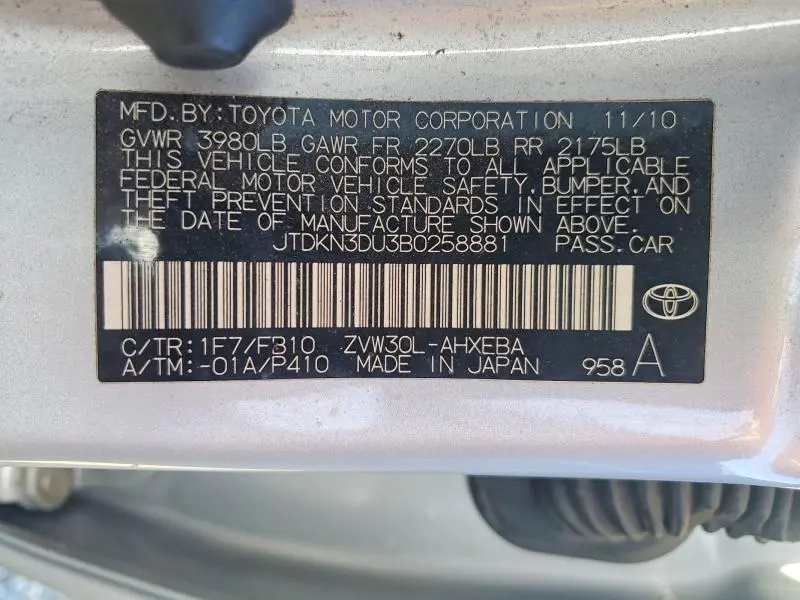 MFD.BY:TOYOTA MOTOR CORPORATION 11/10
GVWR 3980LB GAWR FR 2270LB RR 2175LB
THIS VEHICLE CONFORMS TO ALL APPLICABLE
FEDERAL MOTOR VEHICLE SAFETY,BUMPER,AND
THEFT PREVENTION STANDARDS IN EFFECT ON
THE DATE OF MANUFACTURE SHOWN ABOVE.
JTDKN3DU3B0258881 PASS.CAR
C/TR:1F7/FB10 ZVW30L-AHXEBA
A/TM:-01A/P410 MADE IN JAPAN 958 A